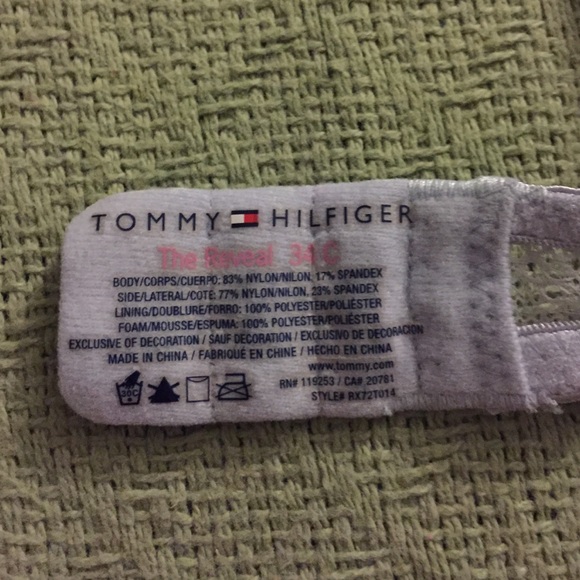 TOMMY HILFIGER
The Reveal 34 C
BODY/CORPS/CUERPO: 83% NYLON/NILON, 17% SPANDEX
SIDE/LATERAL/COTÉ: 77% NYLON/NILON, 23% SPANDEX
LINING/DOUBLURE/FORRO: 100% POLYESTER/POLIÉSTER
FOAM/MOUSSE/ESPUMA: 100% POLYESTER/POLIÉSTER
EXCLUSIVE OF DECORATION / SAUF DECORATION / EXCLUSIVO DE DECORACION
MADE IN CHINA / FABRIQUÉ EN CHINE / HECHO EN CHINA
www.tommy.com
30C
RN# 119253 / CA# 20761
STYLE# RX72T014